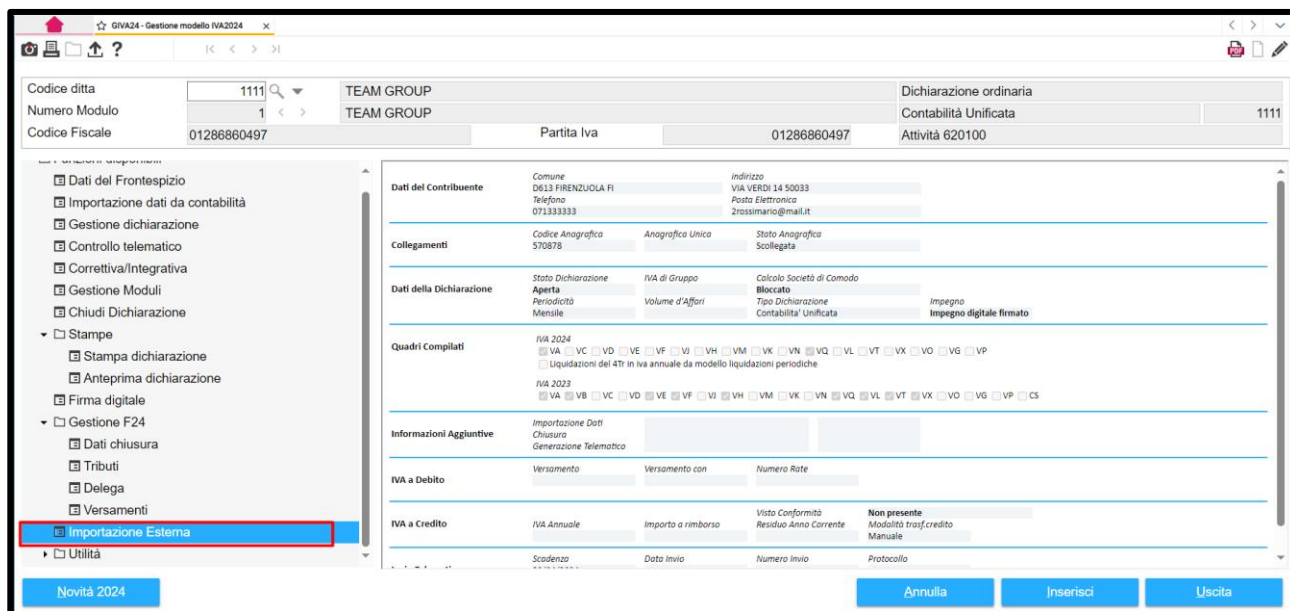 GIVA24 - Gestione modello IVA2024 x
Codice ditta 1111 TEAM GROUP Dichiarazione ordinaria
Numero Modulo 1 TEAM GROUP Contabilità Unificata 1111
Codice Fiscale 01286860497 Partita Iva 01286860497 Attività 620100
Funzioni disponibili
Dati del Frontespizio
Importazione dati da contabilità
Gestione dichiarazione
Controllo telematico
Correttiva/Integrativa
Gestione Moduli
Chiudi Dichiarazione
Stampe
Stampa dichiarazione
Anteprima dichiarazione
Firma digitale
Gestione F24
Dati chiusura
Tributi
Delega
Versamenti
Importazione Esterna
Utilità
Comune indirizzo
Dati del Contribuente D613 FIRENZUOLA FI VIA VERDI 14 50033
Telefono Posta Elettronica
071333333 2rossimario@mail.it
Codice Anagrafica Anagrafica Unica Stato Anagrafica
Collegamenti 570878 Scollegata
Stato Dichiarazione IVA di Gruppo Calcolo Società di Comodo
Dati della Dichiarazione Aperta Bloccato
Periodicità Volume d'Affari Tipo Dichiarazione Impegno
Mensile Contabilita' Unificata Impegno digitale firmato
IVA 2024
Quadri Compilati VA VC VD VE VF VJ VH VM VK VN VQ VL VT VX VO VG VP
Liquidazioni del 4Tr in iva annuale da modello liquidazioni periodiche
IVA 2023
VA VB VC VD VE VF VJ VH VM VK VN VQ VL VT VX VO VG VP CS
Importazione Dati
Informazioni Aggiuntive Chiusura
Generazione Telematico
Versamento Versamento con Numero Rate
IVA a Debito
Visto Conformità Non presente
IVA a Credito IVA Annuale Importo a rimborso Residuo Anno Corrente Modalità trasf.credito
Manuale
Scadenza Data Invio Numero Invio Protocollo
Novità 2024 Annulla Inserisci Uscita